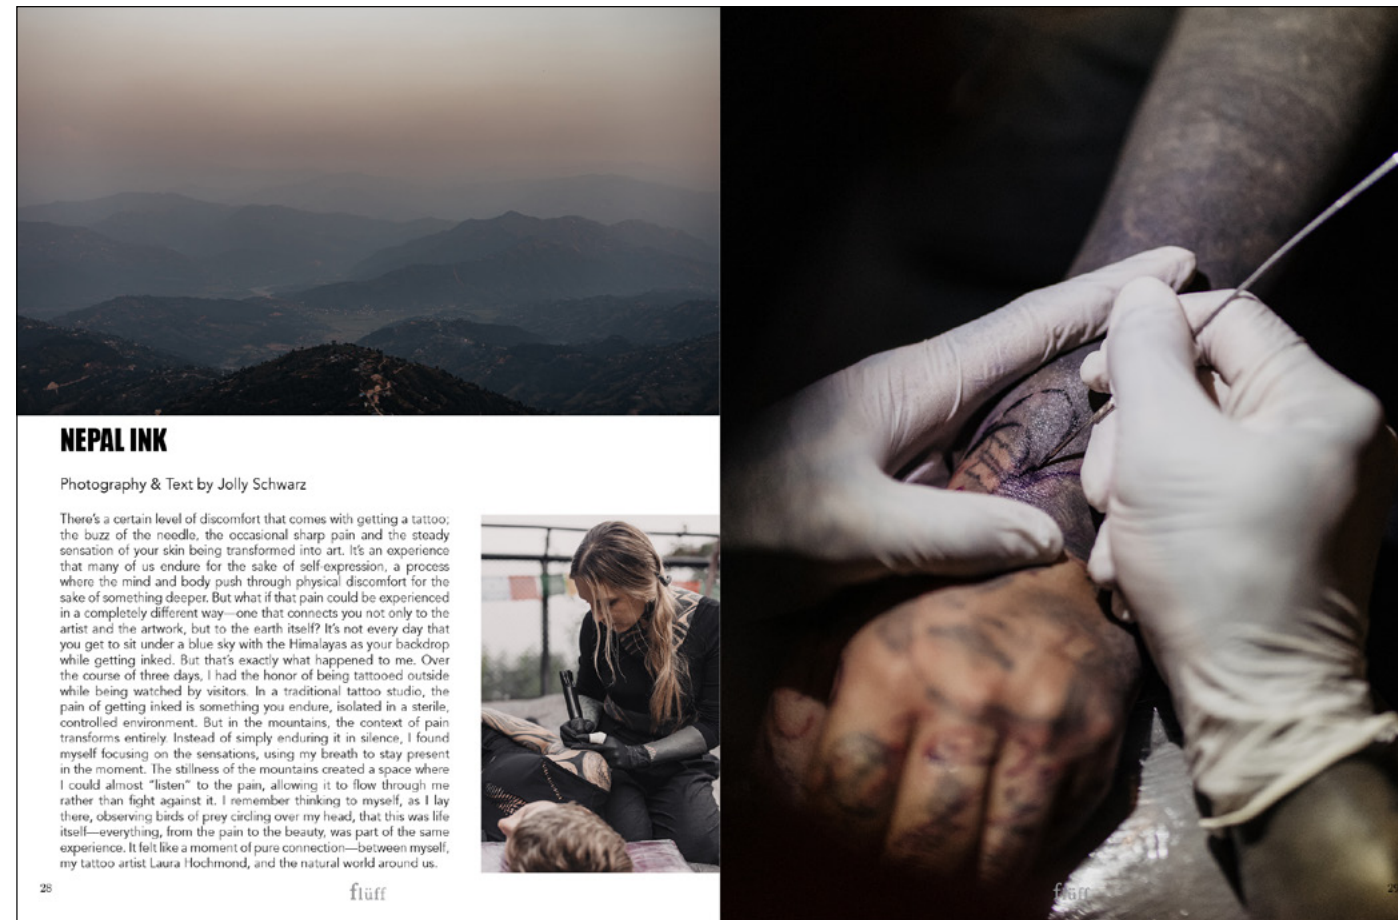 NEPAL INK
Photography & Text by Jolly Schwarz
There's a certain level of discomfort that comes with getting a tattoo;
the buzz of the needle, the occasional sharp pain and the steady
sensation of your skin being transformed into art. It's an experience
that many of us endure for the sake of self-expression, a process
where the mind and body push through physical discomfort for the
sake of something deeper. But what if that pain could be experienced
in a completely different way—one that connects you not only to the
artist and the artwork, but to the earth itself? It's not every day that
you get to sit under a blue sky with the Himalayas as your backdrop
while getting inked. But that's exactly what happened to me. Over
the course of three days, I had the honor of being tattooed outside
while being watched by visitors. In a traditional tattoo studio, the
pain of getting inked is something you endure, isolated in a sterile,
controlled environment. But in the mountains, the context of pain
transforms entirely. Instead of simply enduring it in silence, I found
myself focusing on the sensations, using my breath to stay present
in the moment. The stillness of the mountains created a space where
I could almost "listen" to the pain, allowing it to flow through me
rather than fight against it. I remember thinking to myself, as I lay
there, observing birds of prey circling over my head, that this was life
itself—everything, from the pain to the beauty, was part of the same
experience. It felt like a moment of pure connection—between myself,
my tattoo artist Laura Hochmond, and the natural world around us.
28
flüff
flüff